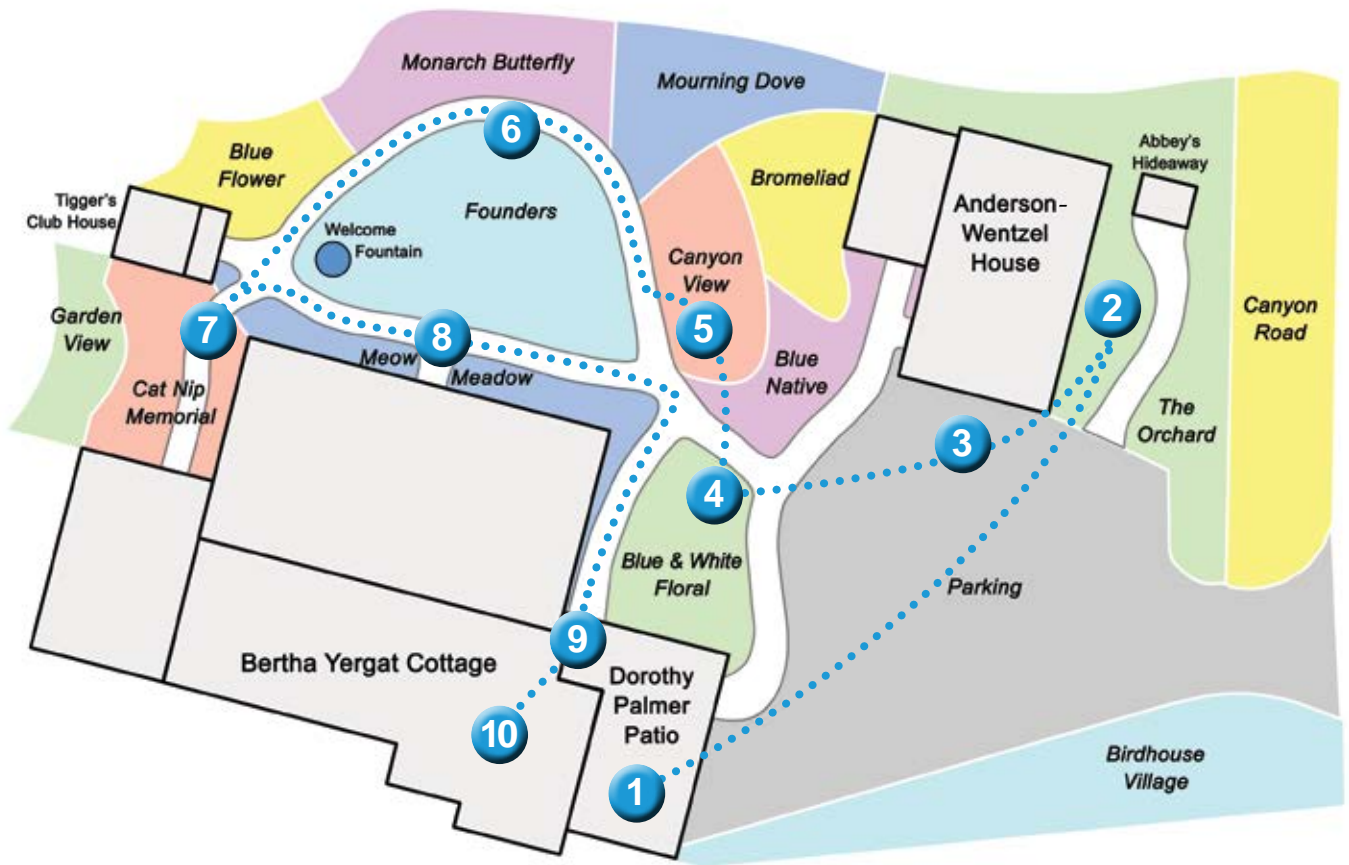 Monarch Butterfly
Mourning Dove
6
Blue
Flower
Bromeliad
Abbey's
Hideaway
Tigger's
Club House
Founders
Anderson-
Wentzel
House
Welcome
Fountain
Canyon
View
2
Canyon
Road
Garden
View
7
8
5
Meow
Meadow
Blue
Native
Cat Nip
Memorial
The
Orchard
3
4
Blue & White
Floral
Parking
9
Bertha Yergat Cottage
Dorothy
Palmer
Patio
10
1
Birdhouse
Village